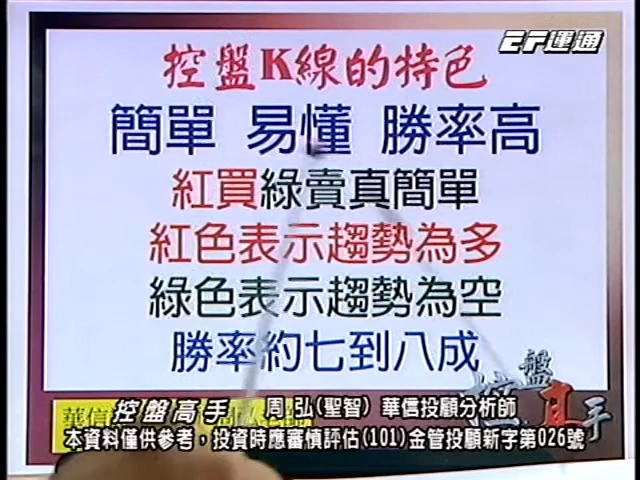 EF運通
控盤K線的特色
簡單 易懂 勝率高
紅買綠賣真簡單
紅色表示趨勢為多
綠色表示趨勢為空
勝率約七到八成
控盤高手 周 弘(聖智) 華信投顧分析師
本資料僅供參考，投資時應審慎評估(101)金管投顧新字第026號
華信
盤
手